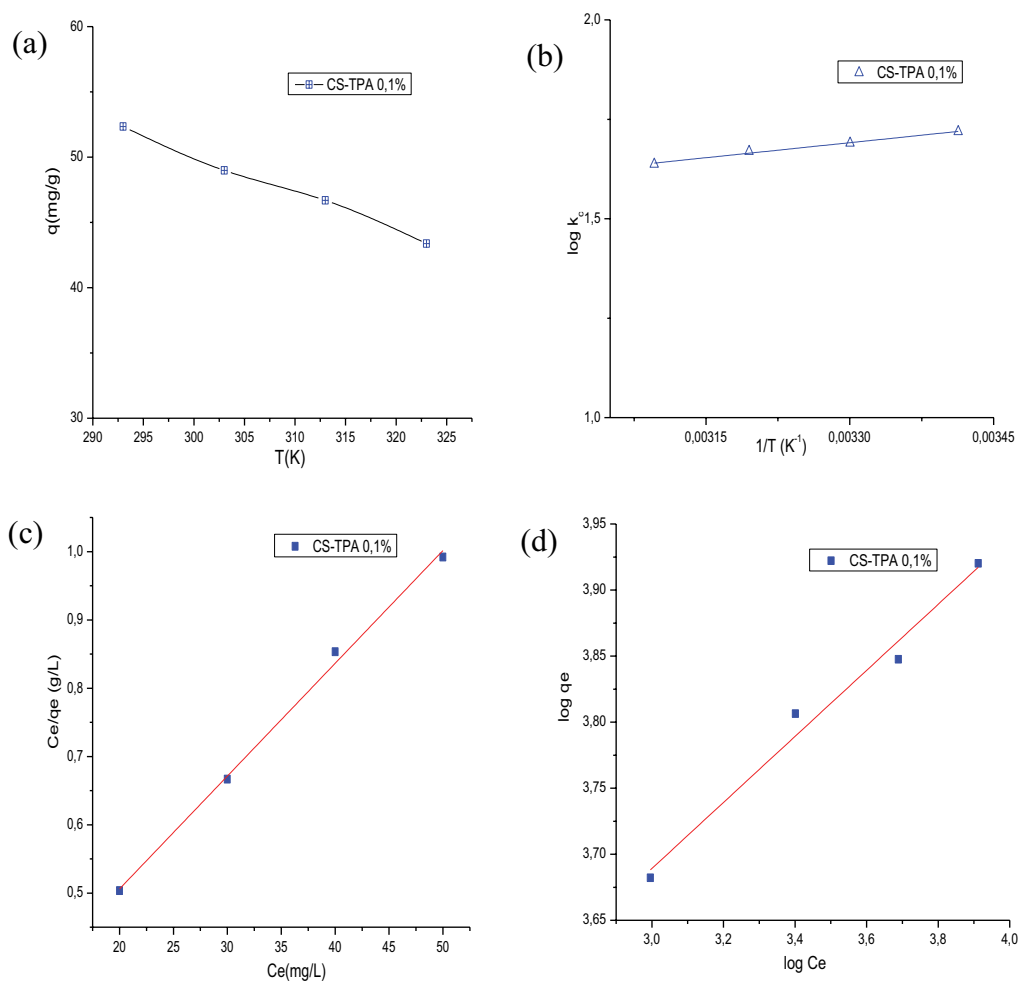 (a)
60
50
40
30
q(mg/g)
CS-TPA 0,1%
290 295 300 305 310 315 320 325
T(K)
(b)
2,0
1,5
1,0
log k_c
CS-TPA 0,1%
0,00315 0,00330 0,00345
1/T (K⁻¹)
(c)
1,0
0,9
0,8
0,7
0,6
0,5
Ce/qe (g/L)
CS-TPA 0,1%
20 30 40 50
Ce(mg/L)
(d)
3,95
3,90
3,85
3,80
3,75
3,70
3,65
log qe
CS-TPA 0,1%
3,0 3,2 3,4 3,6 3,8 4,0
log Ce